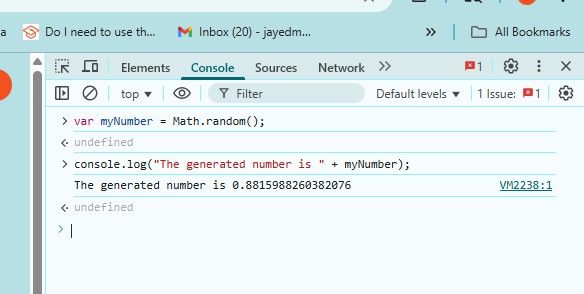 a Do I need to use th... Inbox (20) - jayedm... » All Bookmarks
Elements Console Sources Network » 1
top ▾ Filter Default levels ▾ 1 Issue: 1
> var myNumber = Math.random();
<· undefined
> console.log("The generated number is " + myNumber);
The generated number is 0.8815988260382076 VM2238:1
<· undefined
>